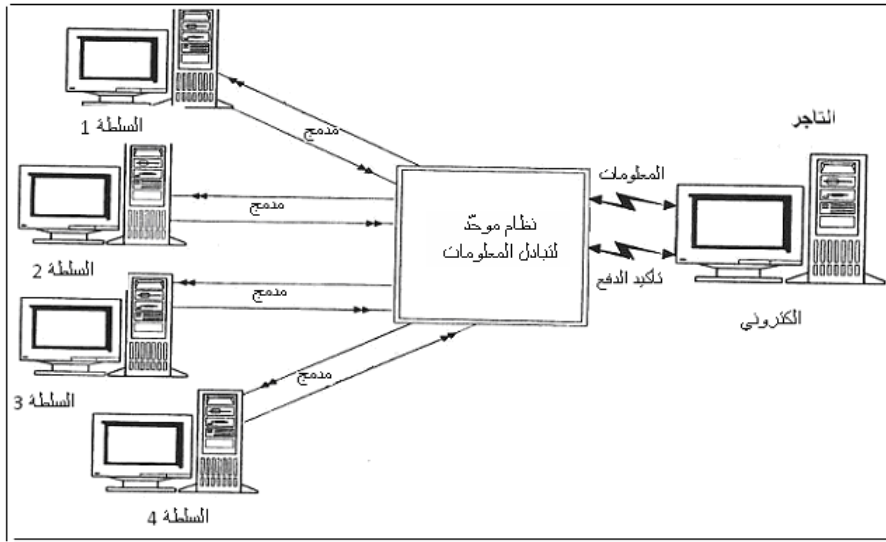 السلطة 1
مدمج
التاجر
المعلومات
مدمج
نظام موحّد
لتبادل المعلومات
السلطة 2
تأكيد الدفع
مدمج
الكتروني
مدمج
السلطة 3
السلطة 4